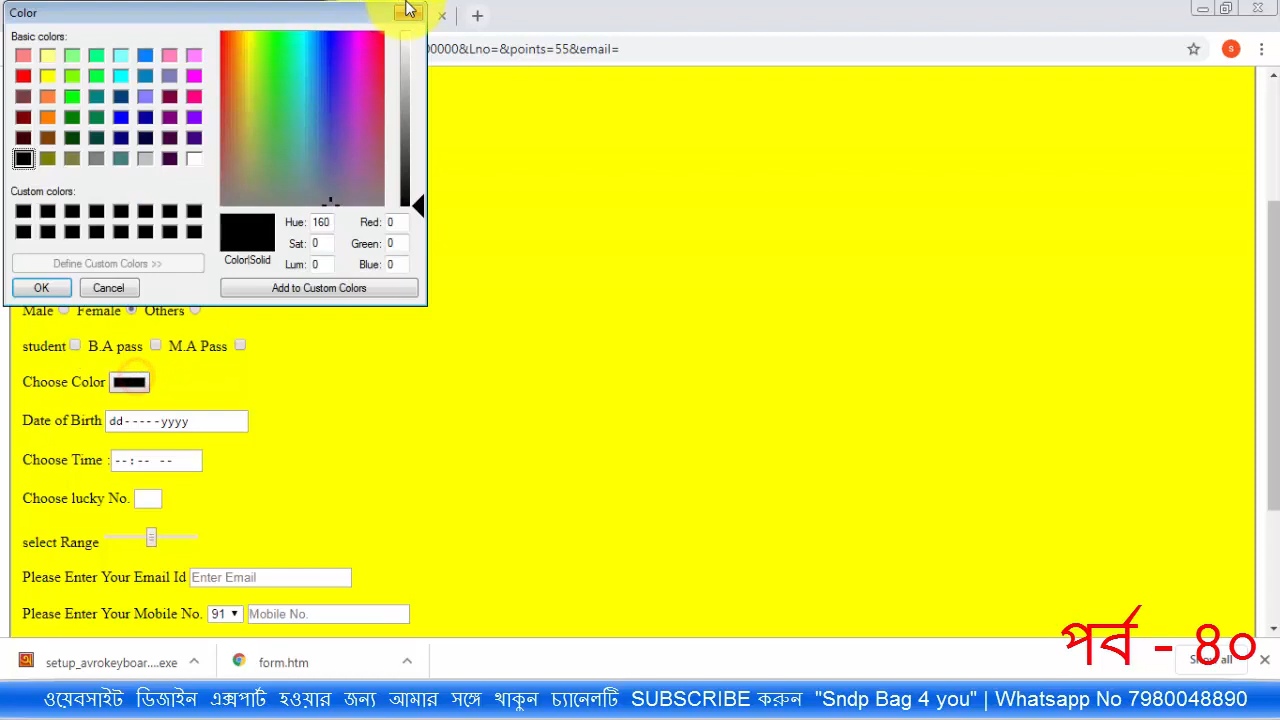 Color
00000&Lno=&points=55&email=
Basic colors:
Custom colors:
Define Custom Colors >>
OK Cancel
Color|Solid
Hue: 160
Sat: 0
Lum: 0
Red: 0
Green: 0
Blue: 0
Add to Custom Colors
Male Female Others
student B.A pass M.A Pass
Choose Color
Date of Birth dd-----yyyy
Choose Time : --:-- --
Choose lucky No.
select Range
Please Enter Your Email Id Enter Email
Please Enter Your Mobile No. 91 Mobile No.
পর্ব - ৪০
setup_avrokeyboar....exe form.htm Show all
ওয়েবসাইট ডিজাইন এক্সপার্ট হওয়ার জন্য আমার সঙ্গে থাকুন চ্যানেলটি SUBSCRIBE করুন "Sndp Bag 4 you" | Whatsapp No 7980048890